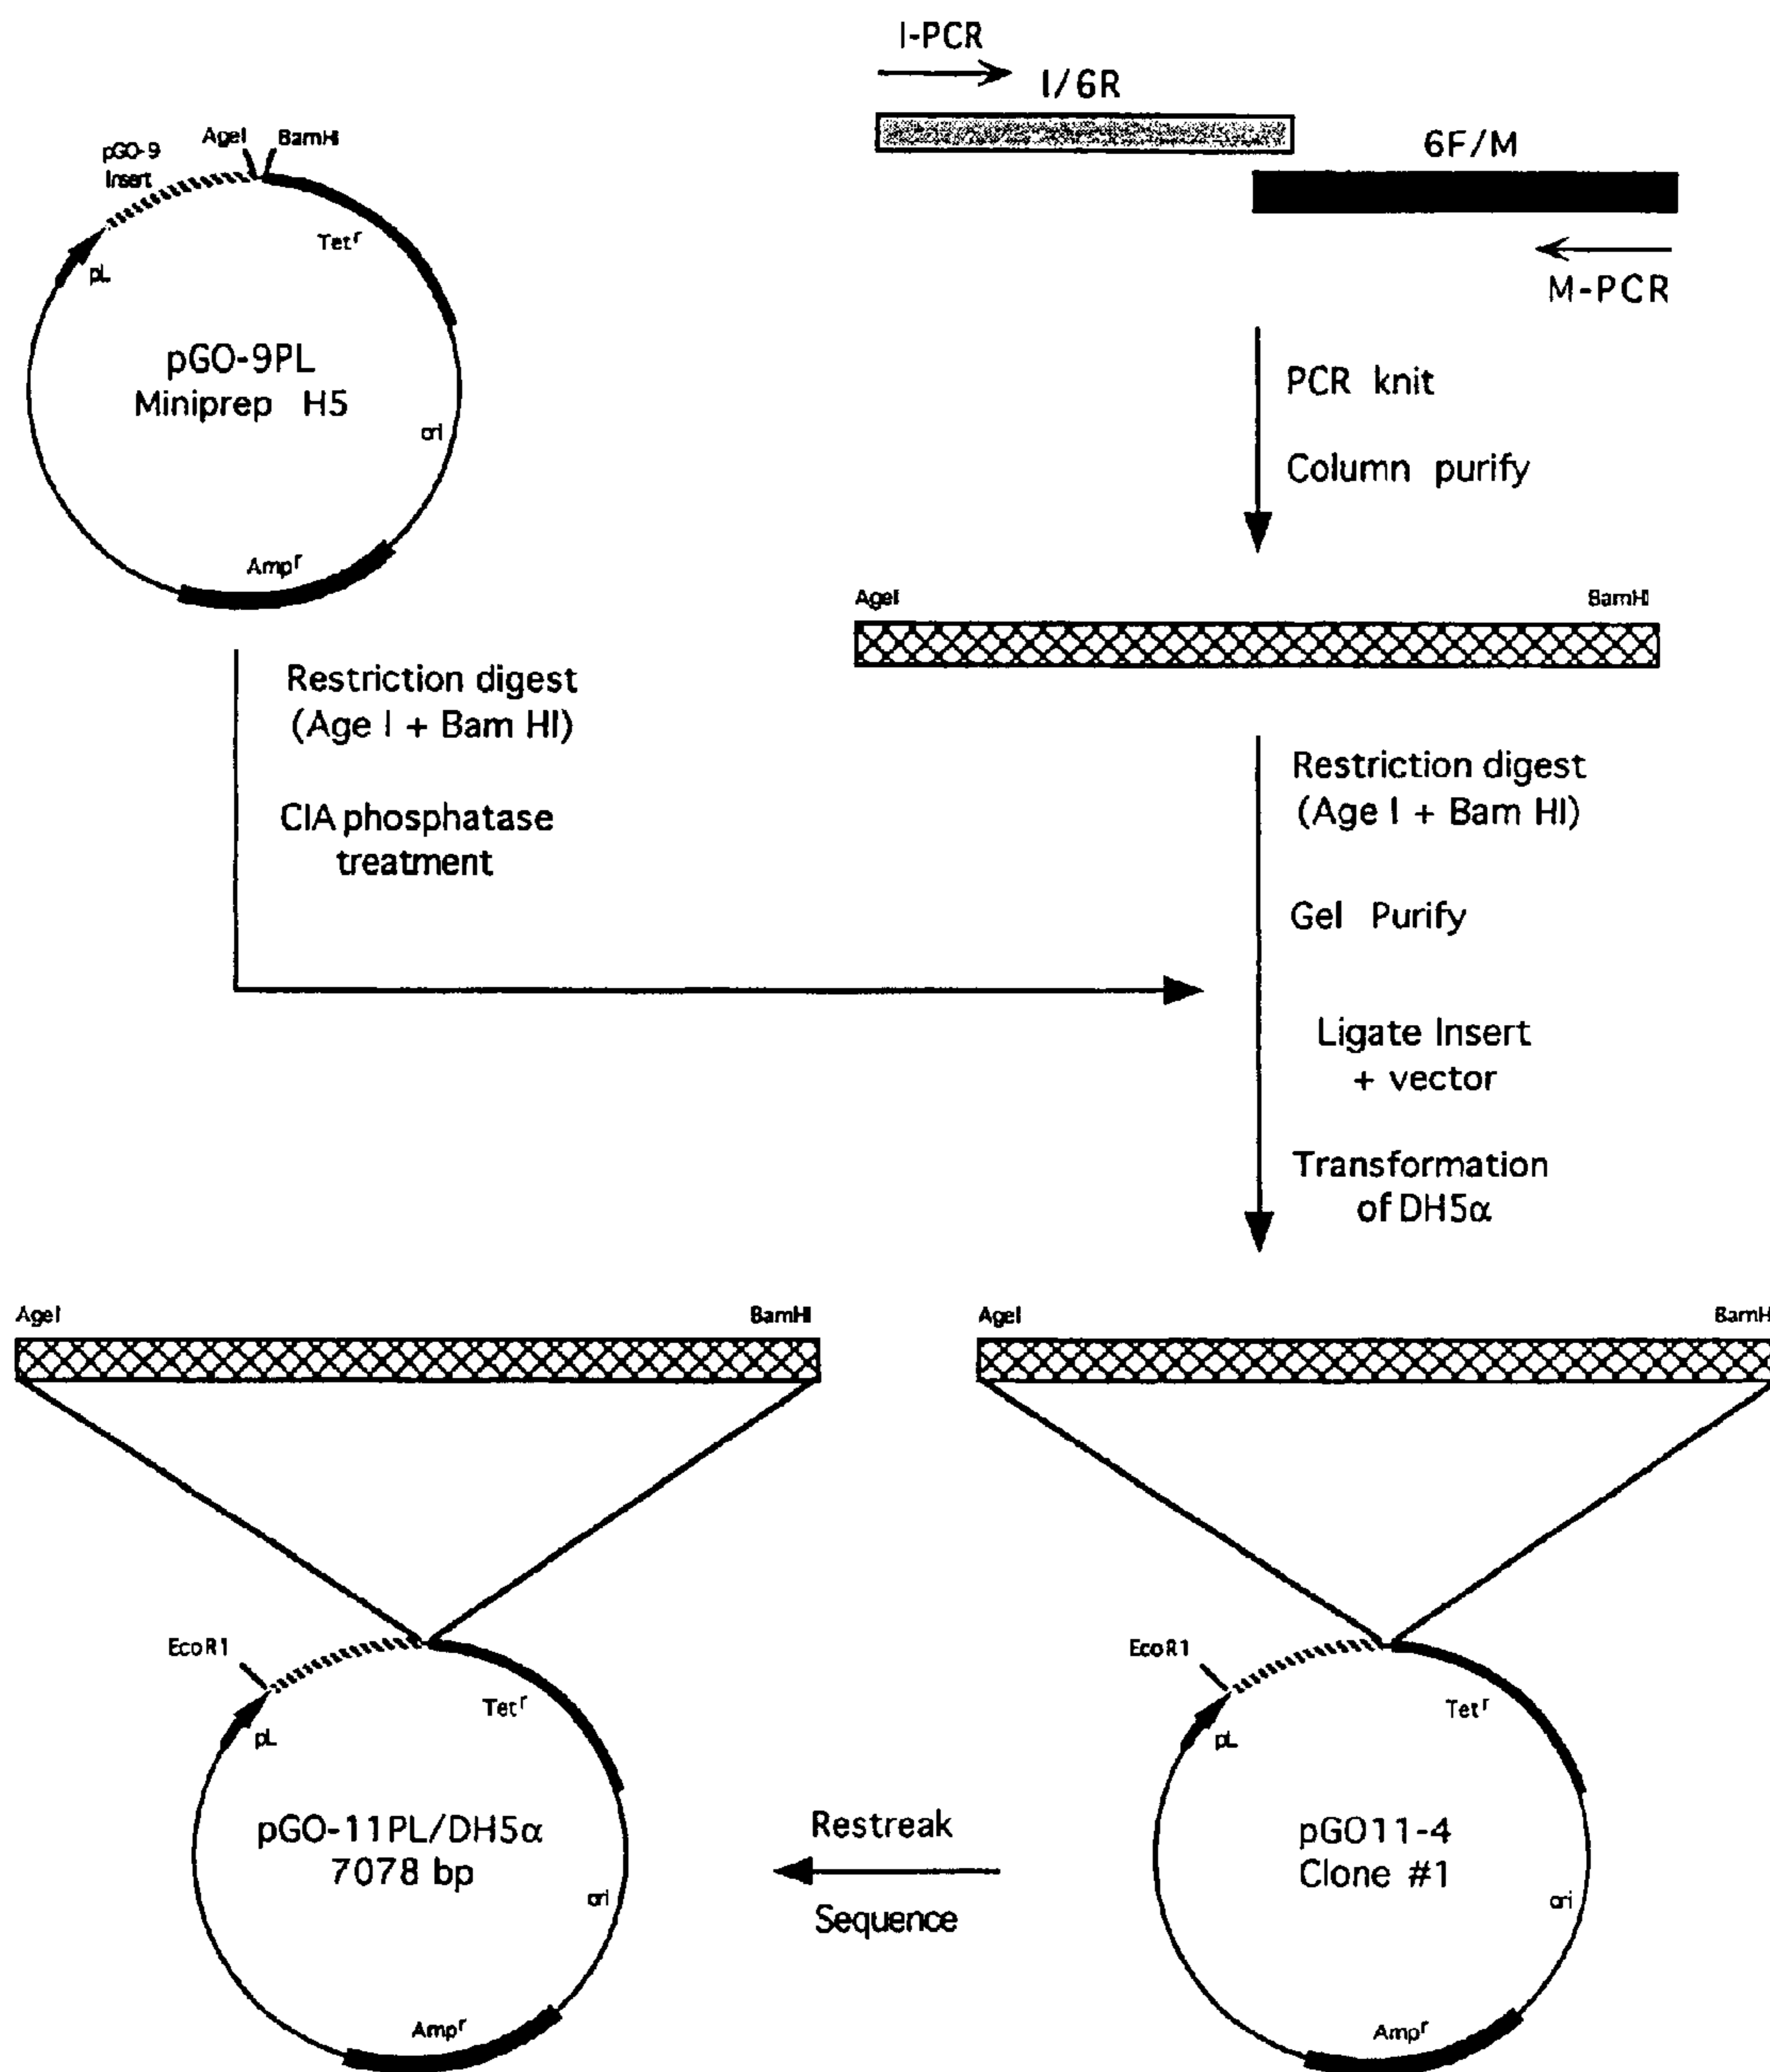 I-PCR
I/6R
6F/M
M-PCR
pGO-9
Insert
AgeI
BamHI
Tetr
pL
pGO-9PL
Miniprep H5
ori
Ampr
PCR knit
Column purify
AgeI
BamHI
Restriction digest
(Age I + Bam HI)
CIA phosphatase
treatment
Restriction digest
(Age I + Bam HI)
Gel Purify
Ligate Insert
+ vector
Transformation
of DH5α
AgeI
BamHI
AgeI
BamH
EcoR1
Tetr
pL
pGO-11PL/DH5α
7078 bp
ori
Ampr
Restreak
Sequence
EcoR1
Tetr
pL
pGO11-4
Clone #1
ori
Ampr